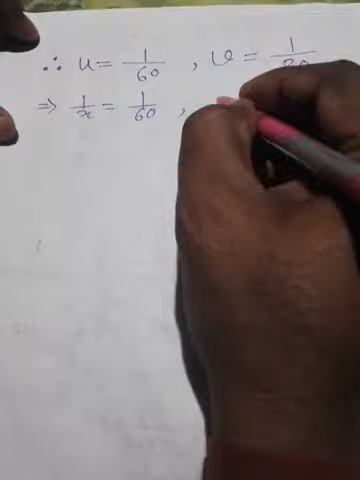 ∴ u = 1/60 , v = 1/
⇒ 1/x = 1/60 ,